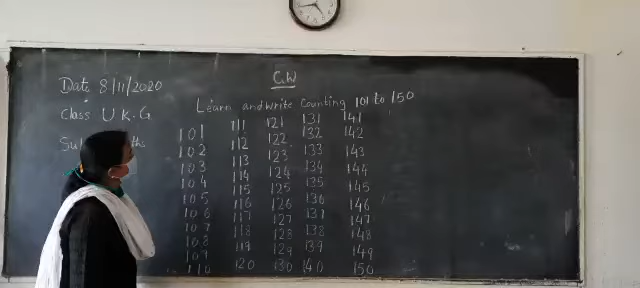 C.W
Date 8/11/2020
Class U K.G
Learn and write Counting 101 to 150
101 111 121 131 141
102 112 122 132 142
103 113 123 133 143
104 114 124 134 144
105 115 125 135 145
106 116 126 136 146
107 117 127 137 147
108 118 128 138 148
109 119 129 139 149
110 120 130 140 150